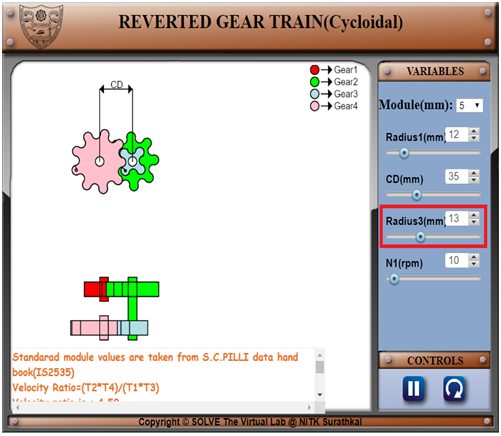 REVERTED GEAR TRAIN(Cycloidal)
CD
Gear1
Gear2
Gear3
Gear4
VARIABLES
Module(mm): 5
Radius1(mm) 12
CD(mm) 35
Radius3(mm) 13
N1(rpm) 10
Standarad module values are taken from S.C.PILLI data hand
book(IS2535)
Velocity Ratio=(T2*T4)/(T1*T3)
CONTROLS
Copyright @ SOLVE The Virtual Lab @ NITK Surathkal